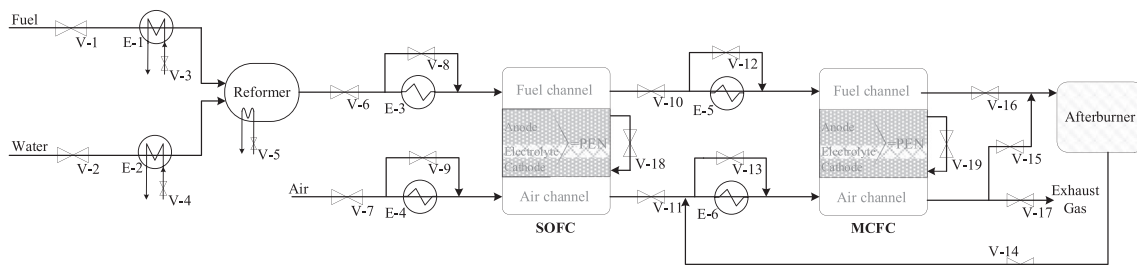 Fuel
V-1
E-1
V-3
Water
V-2
E-2
V-4
Reformer
V-5
V-6
V-8
E-3
Air
V-7
V-9
E-4
Fuel channel
Anode
Electrolyte
Cathode
=PEN
Air channel
SOFC
V-18
V-10
V-12
E-5
V-11
V-13
E-6
Fuel channel
Anode
Electrolyte
Cathode
=PEN
Air channel
MCFC
V-19
V-16
V-15
V-17
Exhaust
Gas
Afterburner
V-14